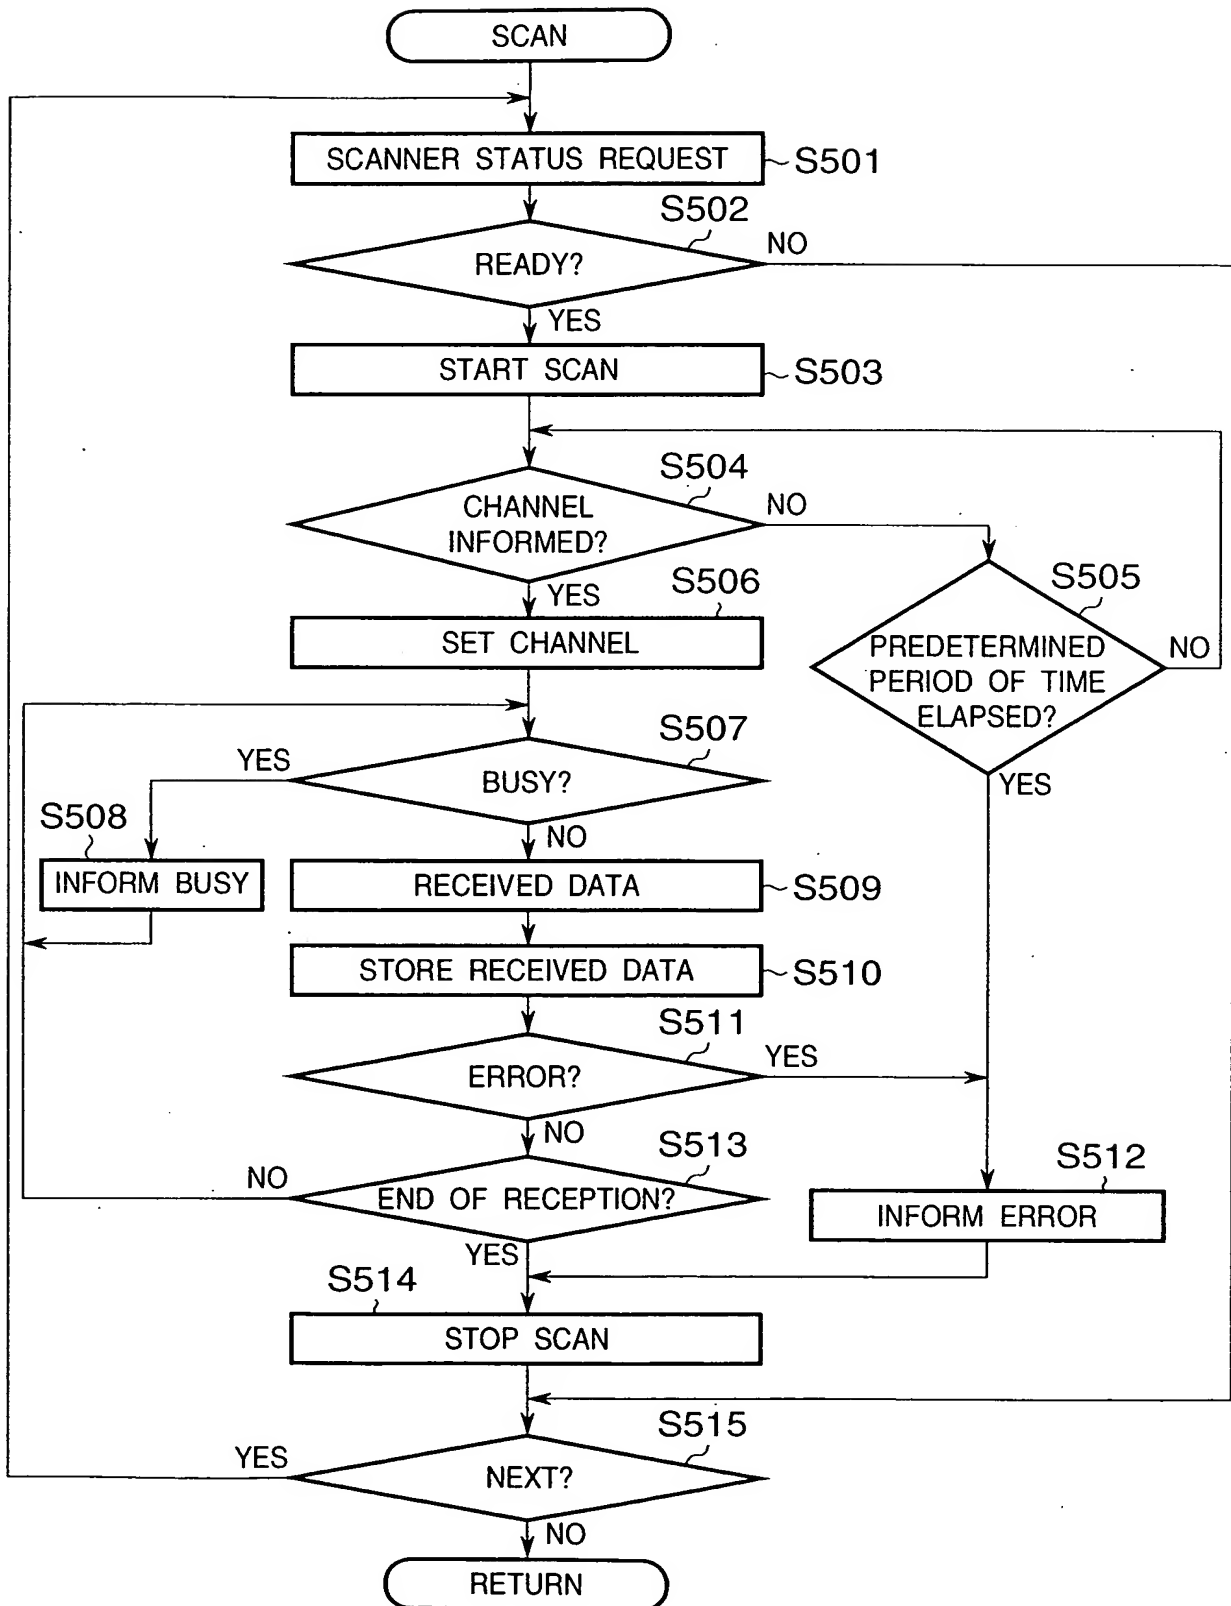 SCAN
SCANNER STATUS REQUEST
S501
S502
READY?
NO
YES
START SCAN
S503
S504
CHANNEL
INFORMED?
NO
YES
S505
PREDETERMINED
PERIOD OF TIME
ELAPSED?
NO
YES
S506
SET CHANNEL
S507
BUSY?
YES
NO
S508
INFORM BUSY
RECEIVED DATA
S509
STORE RECEIVED DATA
S510
S511
ERROR?
YES
NO
S512
INFORM ERROR
S513
END OF RECEPTION?
NO
YES
S514
STOP SCAN
S515
NEXT?
YES
NO
RETURN